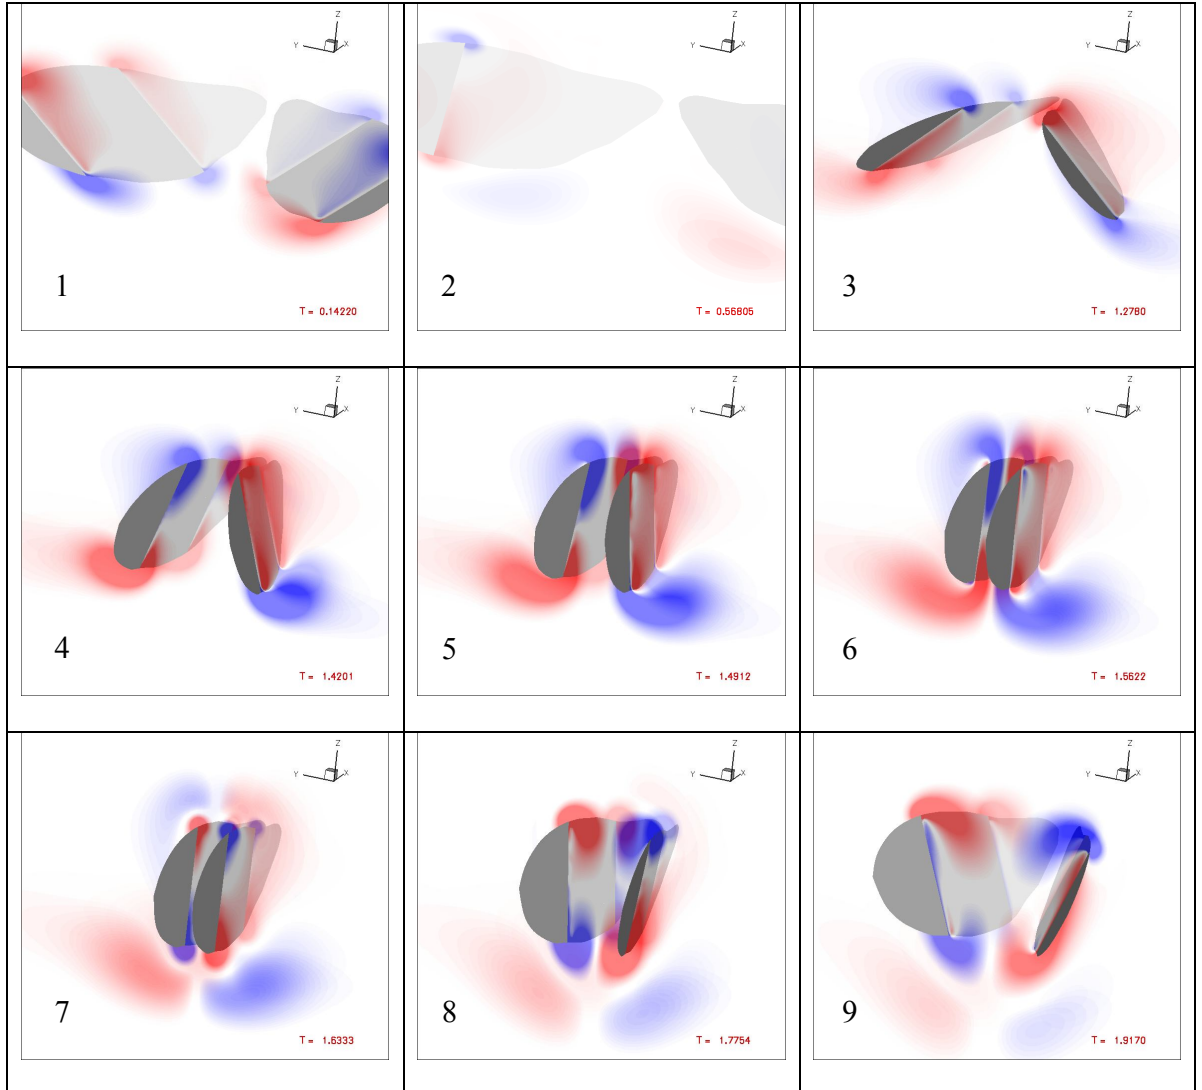 Z
Y X
1
T = 0.14220
Z
Y X
2
T = 0.56805
Z
Y X
3
T = 1.2780
Z
Y X
4
T = 1.4201
Z
Y X
5
T = 1.4912
Z
Y X
6
T = 1.5622
Z
Y X
7
T = 1.6333
Z
Y X
8
T = 1.7754
Z
Y X
9
T = 1.9170